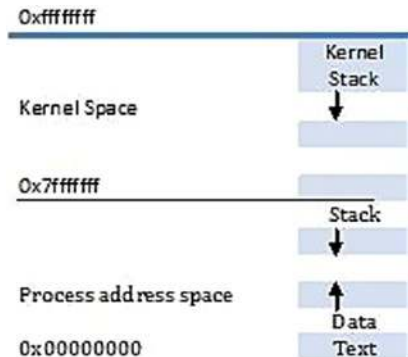 0xffffffff
Kernel
Stack
Kernel Space
0x7fffffff
Stack
Process address space
Data
0x00000000
Text